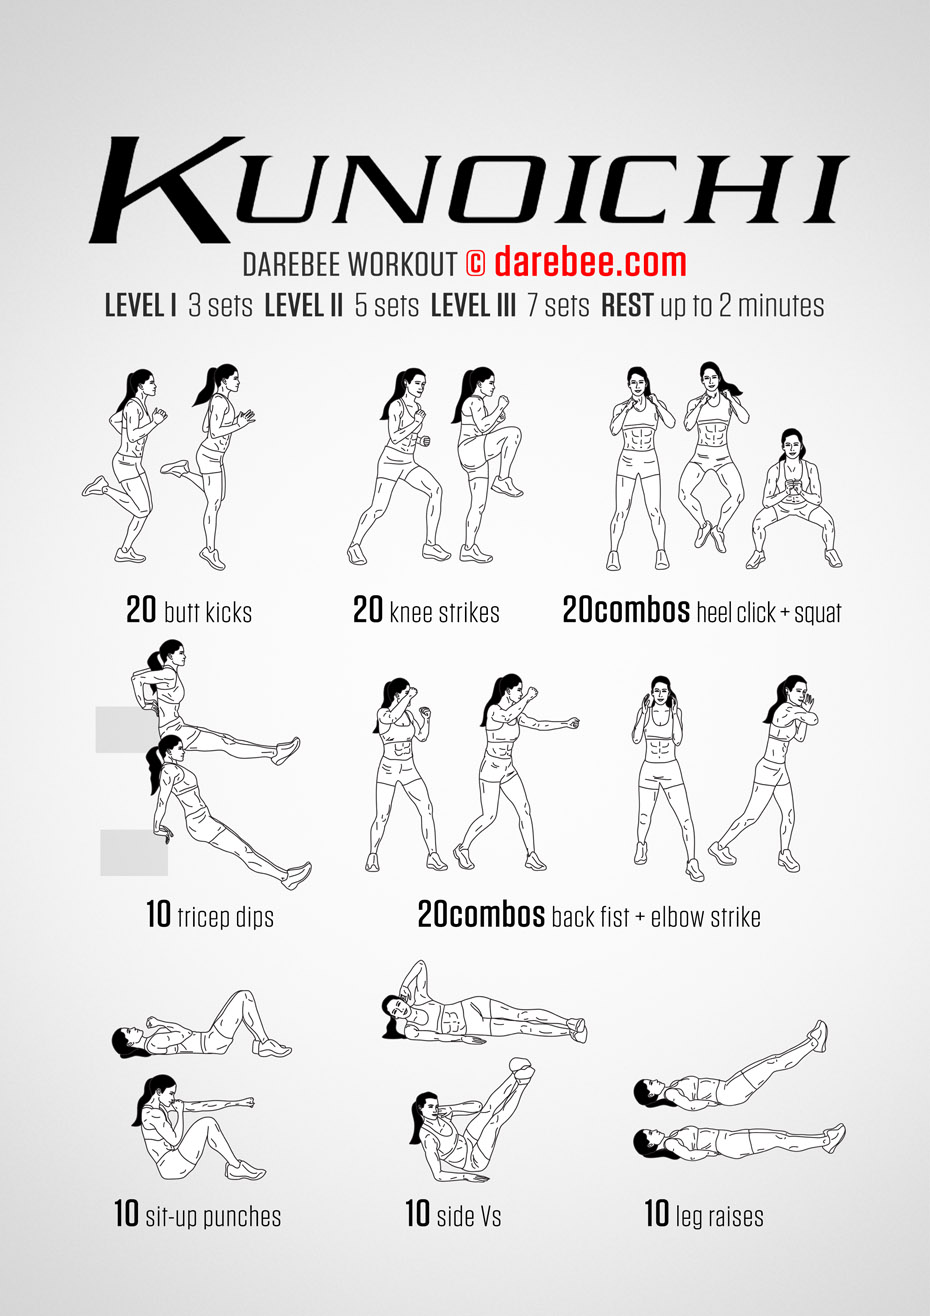 KUNOICHI
DAREBEE WORKOUT © darebee.com
LEVEL I 3 sets LEVEL II 5 sets LEVEL III 7 sets REST up to 2 minutes
20 butt kicks
20 knee strikes
20combos heel click + squat
10 tricep dips
20combos back fist + elbow strike
10 sit-up punches
10 side Vs
10 leg raises